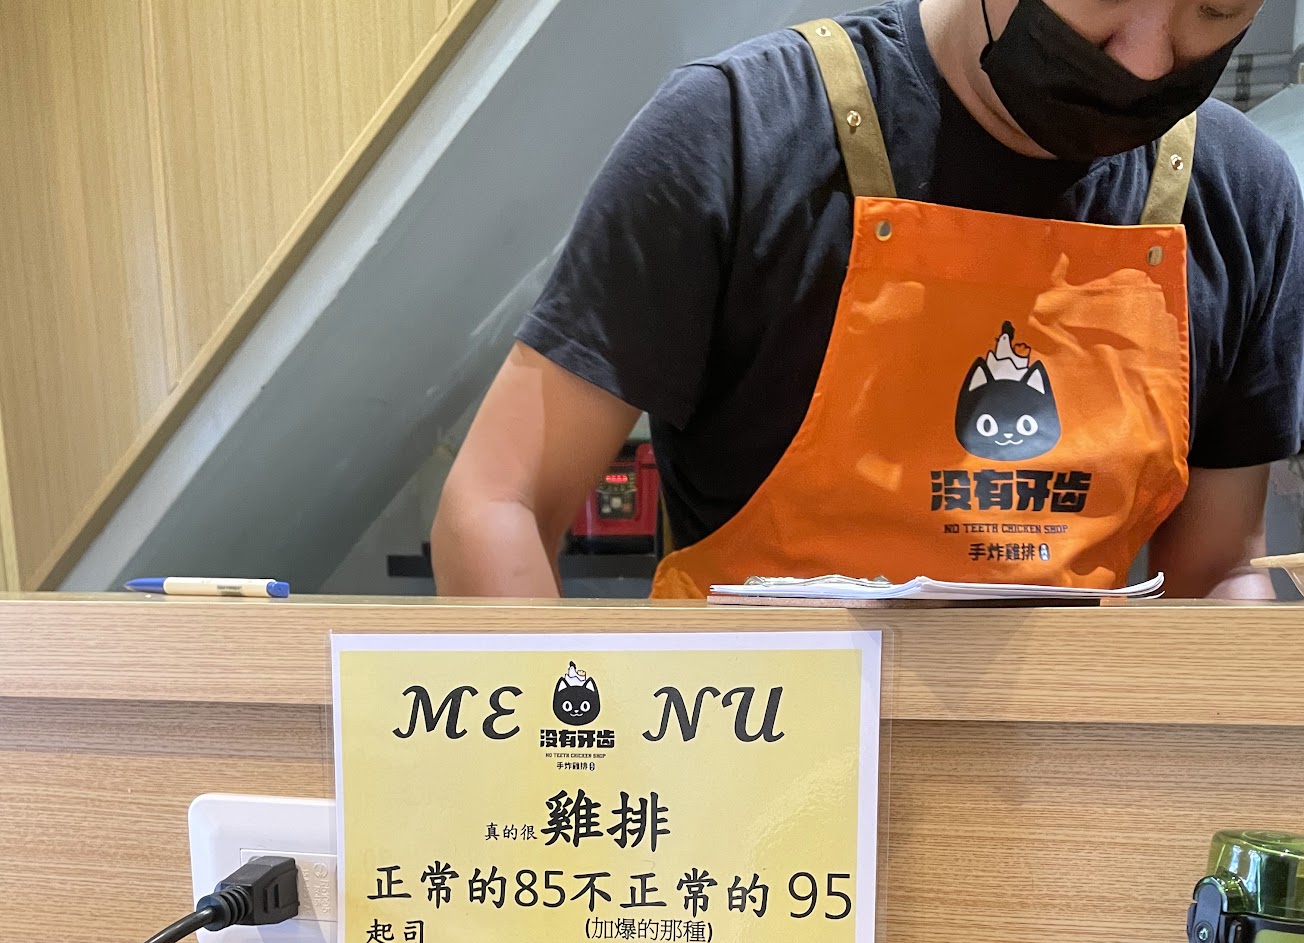 没有牙齒
NO TEETH CHICKEN SHOP
手炸雞排
ME NU
没有牙齒
NO TEETH CHICKEN SHOP
手炸雞排
真的很雞排
正常的85不正常的 95
(加爆的那種)
起司